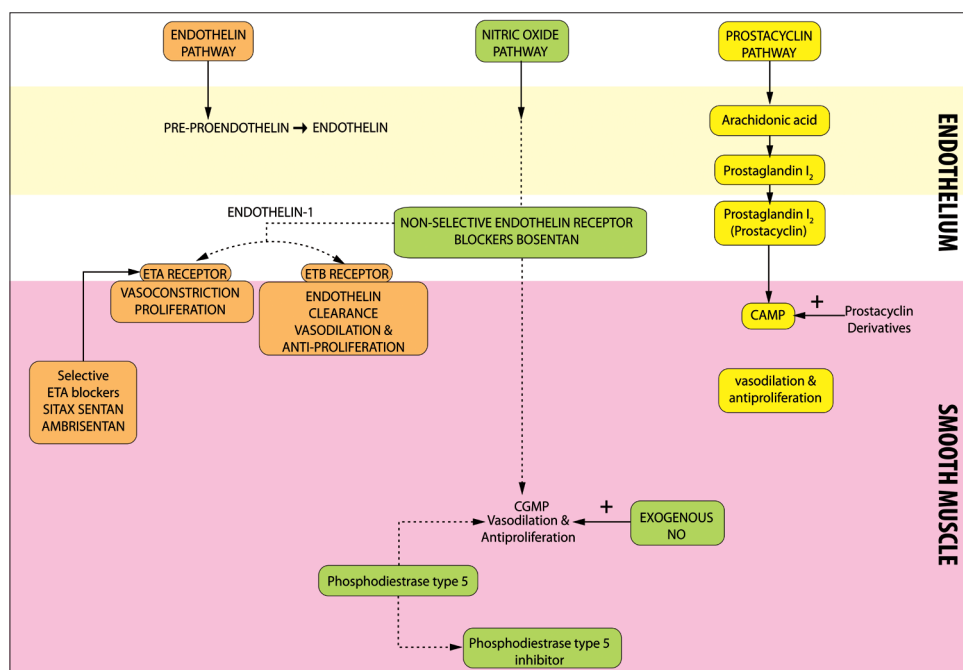 ENDOTHELIN
PATHWAY
NITRIC OXIDE
PATHWAY
PROSTACYCLIN
PATHWAY
PRE-PROENDOTHELIN → ENDOTHELIN
Arachidonic acid
Prostaglandin I₂
ENDOTHELIUM
ENDOTHELIN-1
NON-SELECTIVE ENDOTHELIN RECEPTOR
BLOCKERS BOSENTAN
Prostaglandin I₂
(Prostacyclin)
ETA RECEPTOR
VASOCONSTRICTION
PROLIFERATION
ETB RECEPTOR
ENDOTHELIN
CLEARANCE
VASODILATION &
ANTI-PROLIFERATION
CAMP
+
Prostacyclin
Derivatives
Selective
ETA blockers
SITAX SENTAN
AMBRISENTAN
vasodilation &
antiproliferation
SMOOTH MUSCLE
CGMP
Vasodilation &
Antiproliferation
+
EXOGENOUS
NO
Phosphodiestrase type 5
Phosphodiestrase type 5
inhibitor